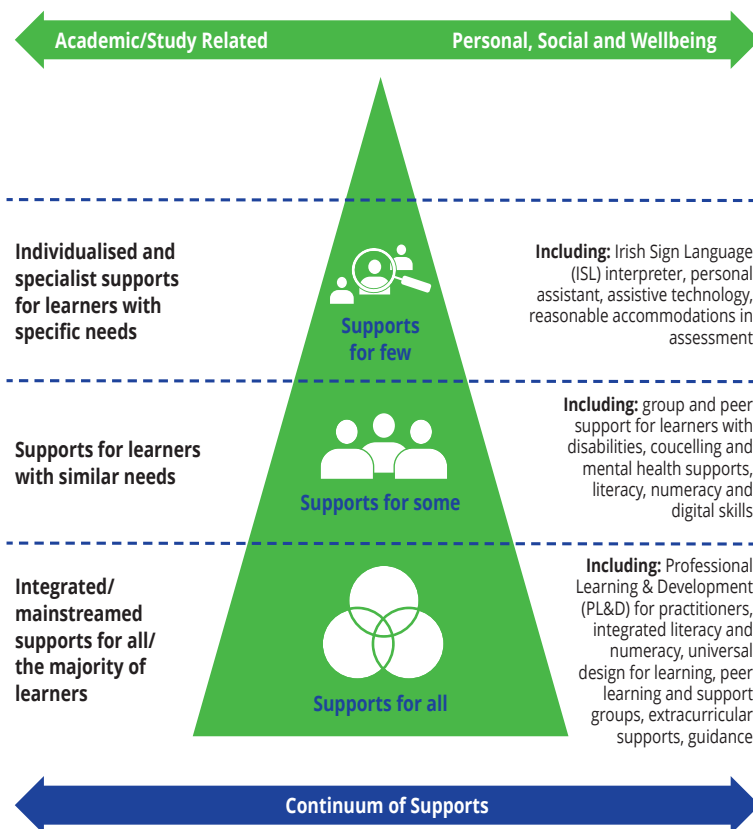 Academic/Study Related
Personal, Social and Wellbeing
Individualised and
specialist supports
for learners with
specific needs
Supports
for few
Including: Irish Sign Language
(ISL) interpreter, personal
assistant, assistive technology,
reasonable accommodations in
assessment
Supports for learners
with similar needs
Supports for some
Including: group and peer
support for learners with
disabilities, coucelling and
mental health supports,
literacy, numeracy and
digital skills
Integrated/
mainstreamed
supports for all/
the majority of
learners
Supports for all
Including: Professional
Learning & Development
(PL&D) for practitioners,
integrated literacy and
numeracy, universal
design for learning, peer
learning and support
groups, extracurricular
supports, guidance
Continuum of Supports